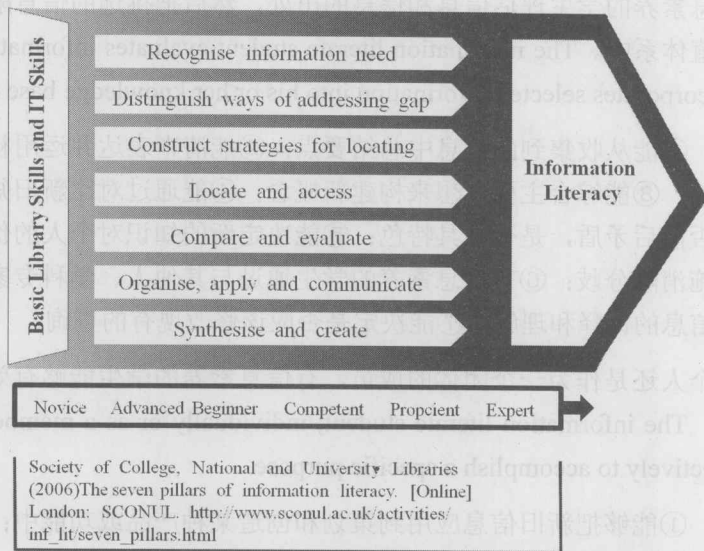 Basic Library Skills and IT Skills
Recognise information need
Distinguish ways of addressing gap
Construct strategies for locating
Locate and access
Compare and evaluate
Organise, apply and communicate
Synthesise and create
Information
Literacy
Novice Advanced Beginner Competent Propcient Expert
Society of College, National and University Libraries
(2006)The seven pillars of information literacy. [Online]
London: SCONUL http://www.sconul.ac.uk/activities/
inf_lit/seven_pillars.html